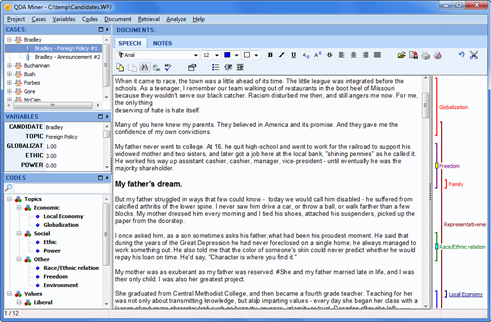 QDA Miner - C:\temp\Candidates.WPJ
Project Cases Variables Codes Document Retrieval Analyze Help
CASES:
Bradley
Bradley - Foreign Policy #1
Bradley - Announcement #2
Buchannan
Bush
Forbes
Gore
McCain
VARIABLES
CANDIDATE Bradley
TOPIC Foreign Policy
GLOBALIZAT 1.00
ETHIC 3.00
POWER 0.00
CODES
Topics
Economic
Local Economy
Globalization
Social
Ethic
Power
Other
Race/Ethnic relation
Freedom
Environment
Values
Liberal
1 / 12
DOCUMENTS:
SPEECH NOTES
Arial 12
When it came to race, the town was a little ahead of its time. The little league was integrated before the
schools. As a teenager, I remember our team walking out of restaurants in the boot heel of Missouri
because they wouldn't serve our black catcher. Racism disturbed me then, and still angers me now. For me,
the only thing
deserving of hate is hate itself.
Many of you here knew my parents. They believed in America and its promise. And they gave me the
confidence of my own convictions.
My father never went to college. At 16, he quit high-school and went to work for the railroad to support his
widowed mother and two sisters, and later got a job here at the local bank, "shining pennies" as he called it.
He worked his way up assistant cashier, cashier, manager, vice-president - until eventually he was the
majority shareholder.
My father's dream.
But my father struggled in ways that few could know - today we would call him disabled - he suffered from
calcified arthritis of the lower spine. I never saw him drive a car, or throw a ball, or walk farther than a few
blocks. My mother dressed him every morning and I tied his shoes, attached his suspenders, picked up the
paper from the doorstep.
I once asked him, as a son sometimes asks his father, what had been his proudest moment. He said that
during the years of the Great Depression he had never foreclosed on a single home; he always managed to
work something out. He also told me that the color of someone's skin could never predict whether he would
repay his loan on time. He'd say, "Character is where you find it."
My mother was as exuberant as my father was reserved. #She and my father married late in life, and I was
their only child. I was also her greatest project.
She graduated from Central Methodist College, and then became a fourth grade teacher. Teaching for her
was not only about transmitting knowledge, but also imparting values - every day she began her class with a
Globalization
Freedom
Family
Representativene
Race/Ethnic relation
Local Economy